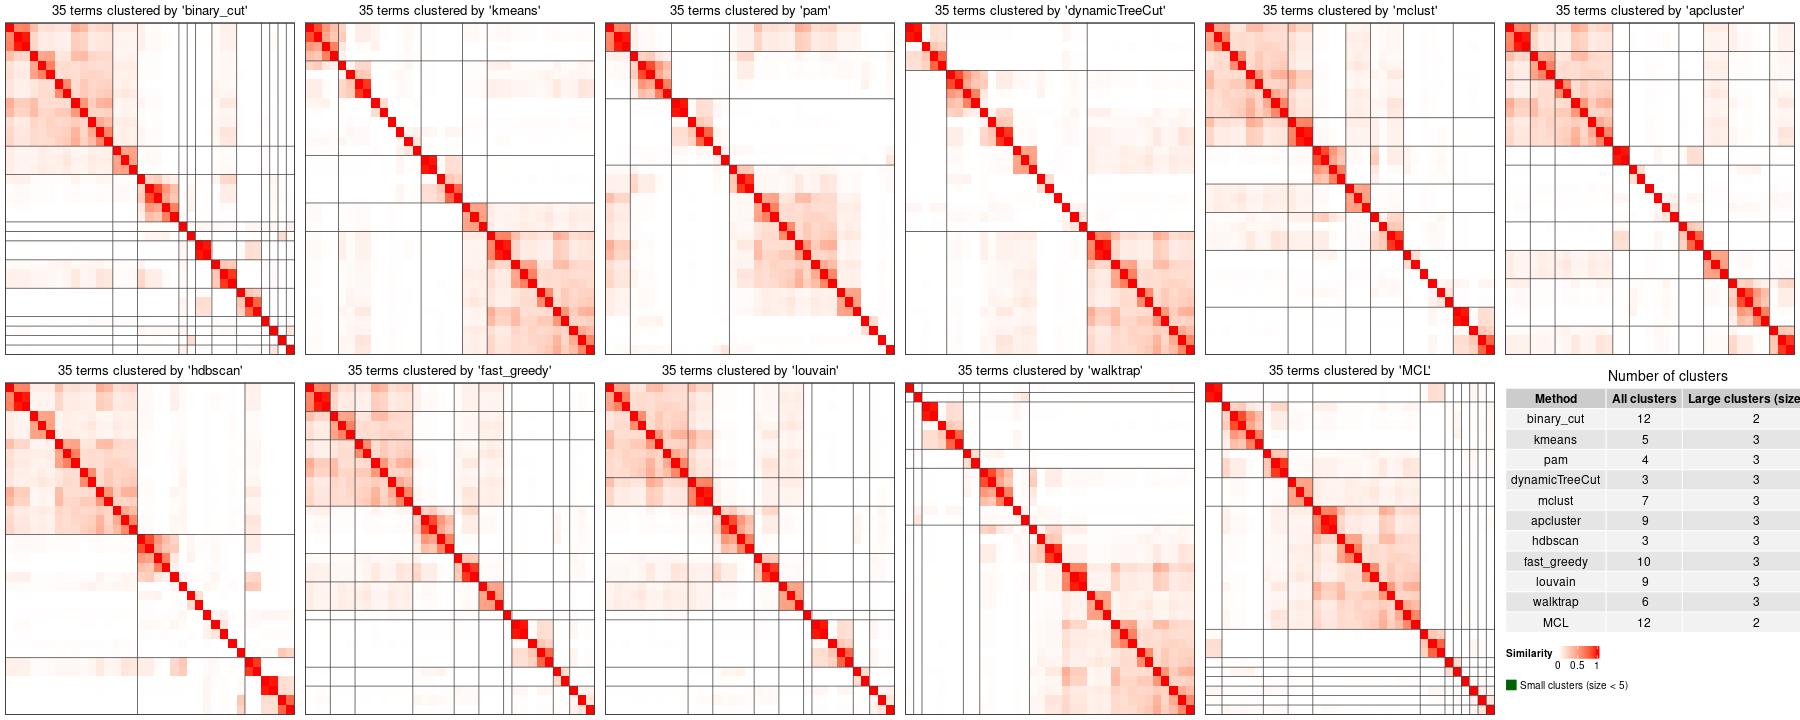 35 terms clustered by 'binary_cut'
35 terms clustered by 'kmeans'
35 terms clustered by 'pam'
35 terms clustered by 'dynamicTreeCut'
35 terms clustered by 'mclust'
35 terms clustered by 'apcluster'
35 terms clustered by 'hdbscan'
35 terms clustered by 'fast_greedy'
35 terms clustered by 'louvain'
35 terms clustered by 'walktrap'
35 terms clustered by 'MCL'
Number of clusters
Method All clusters Large clusters (size
binary_cut 12 2
kmeans 5 3
pam 4 3
dynamicTreeCut 3 3
mclust 7 3
apcluster 9 3
hdbscan 3 3
fast_greedy 10 3
louvain 9 3
walktrap 6 3
MCL 12 2
Similarity
0 0.5 1
Small clusters (size < 5)